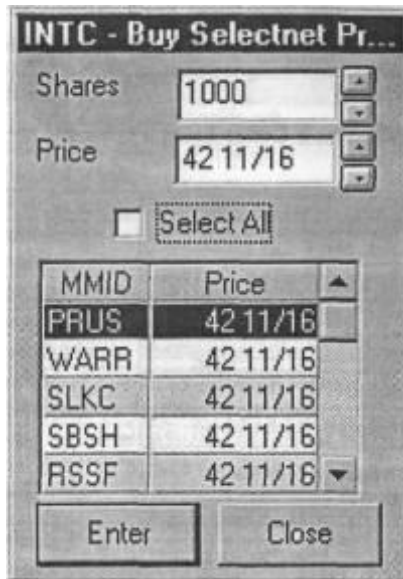 INTC - Buy Selectnet Pr...
Shares 1000
Price 42 11/16
Select All
MMID Price
PRUS 42 11/16
WARR 42 11/16
SLKC 42 11/16
SBSH 42 11/16
RSSF 42 11/16
Enter Close